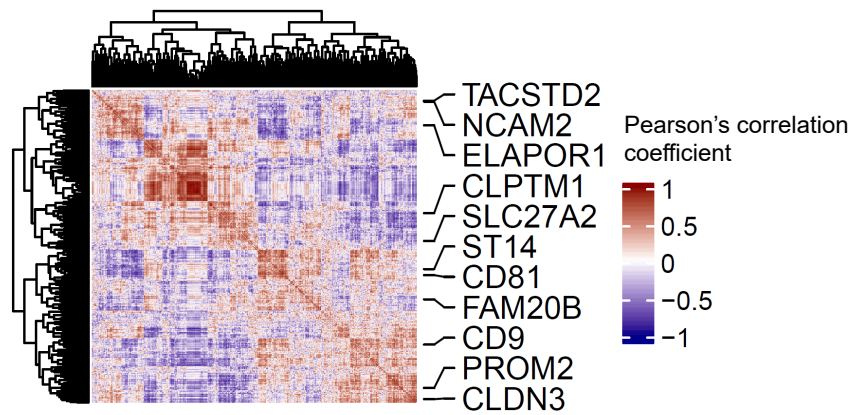 TACSTD2
NCAM2
ELAPOR1
CLPTM1
SLC27A2
ST14
CD81
FAM20B
CD9
PROM2
CLDN3
Pearson's correlation
coefficient
1
0.5
0
−0.5
−1